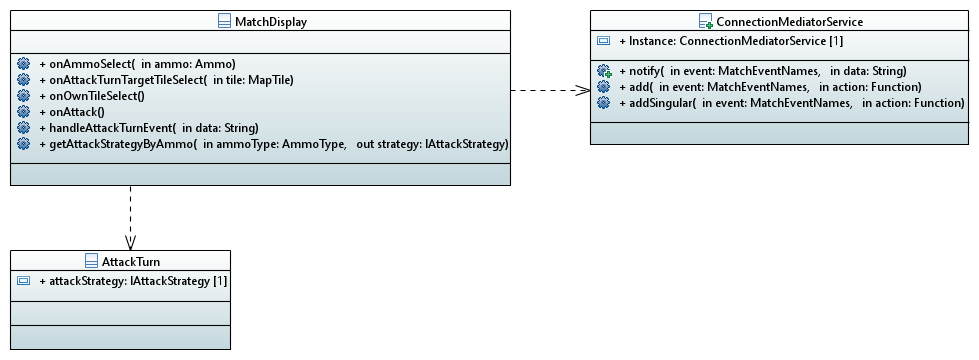 MatchDisplay
+ onAmmoSelect( in ammo: Ammo)
+ onAttackTurnTargetTileSelect( in tile: MapTile)
+ onOwnTileSelect()
+ onAttack()
+ handleAttackTurnEvent( in data: String)
+ getAttackStrategyByAmmo( in ammoType: AmmoType, out strategy: IAttackStrategy)
ConnectionMediatorService
+ Instance: ConnectionMediatorService [1]
+ notify( in event: MatchEventNames, in data: String)
+ add( in event: MatchEventNames, in action: Function)
+ addSingular( in event: MatchEventNames, in action: Function)
AttackTurn
+ attackStrategy: IAttackStrategy [1]